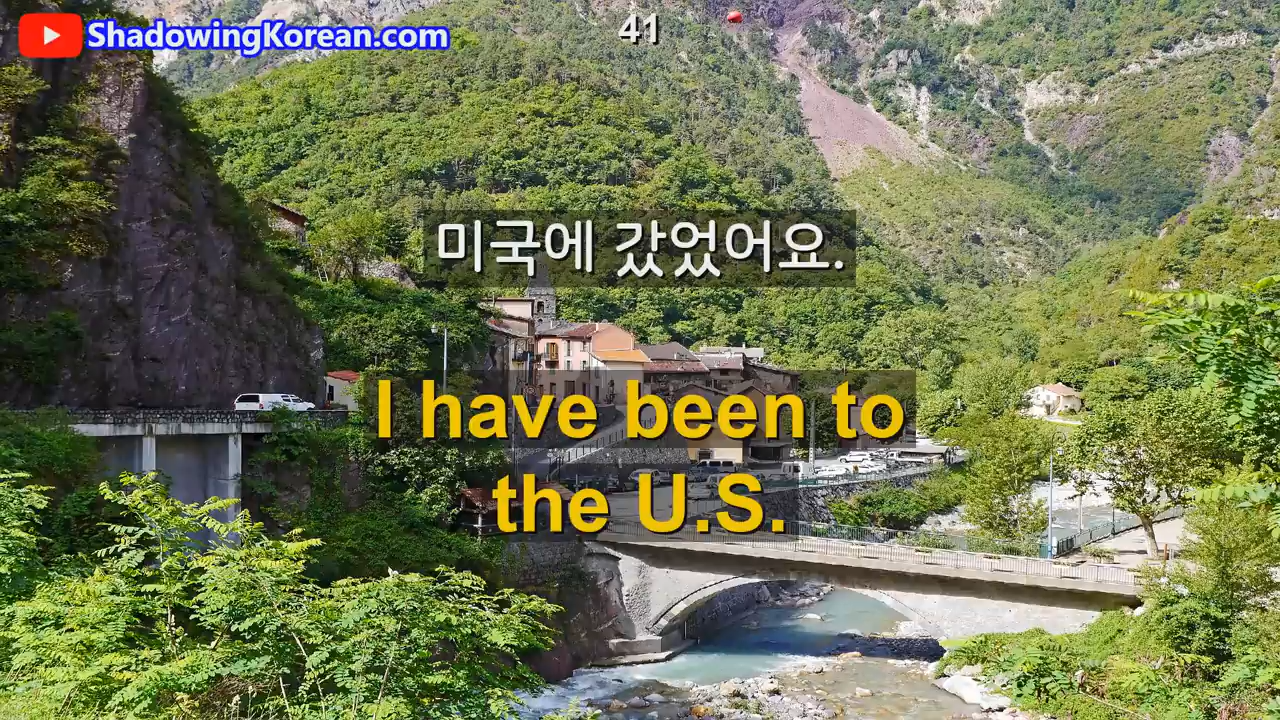 ShadowingKorean.com
41
미국에 갔었어요.
I have been to
the U.S.